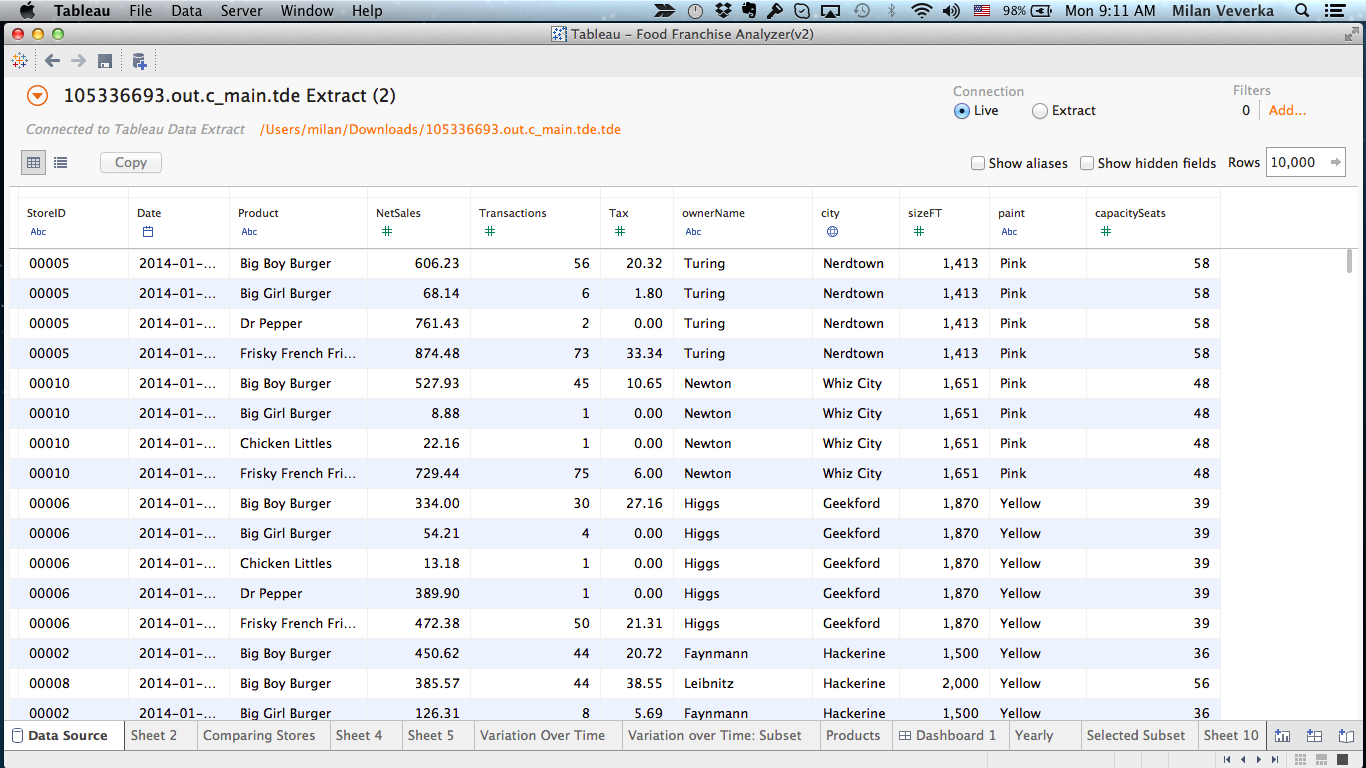 Tableau File Data Server Window Help 98% Mon 9:11 AM Milan Veverka
Tableau - Food Franchise Analyzer(v2)
105336693.out.c_main.tde Extract (2)
Connection
Filters
Live Extract
0 Add...
Connected to Tableau Data Extract /Users/milan/Downloads/105336693.out.c_main.tde.tde
Copy
Show aliases Show hidden fields Rows 10,000
StoreID Date Product NetSales Transactions Tax ownerName city sizeFT paint capacitySeats
Abc Abc # # # Abc # Abc #
00005 2014-01-... Big Boy Burger 606.23 56 20.32 Turing Nerdtown 1,413 Pink 58
00005 2014-01-... Big Girl Burger 68.14 6 1.80 Turing Nerdtown 1,413 Pink 58
00005 2014-01-... Dr Pepper 761.43 2 0.00 Turing Nerdtown 1,413 Pink 58
00005 2014-01-... Frisky French Fri... 874.48 73 33.34 Turing Nerdtown 1,413 Pink 58
00010 2014-01-... Big Boy Burger 527.93 45 10.65 Newton Whiz City 1,651 Pink 48
00010 2014-01-... Big Girl Burger 8.88 1 0.00 Newton Whiz City 1,651 Pink 48
00010 2014-01-... Chicken Littles 22.16 1 0.00 Newton Whiz City 1,651 Pink 48
00010 2014-01-... Frisky French Fri... 729.44 75 6.00 Newton Whiz City 1,651 Pink 48
00006 2014-01-... Big Boy Burger 334.00 30 27.16 Higgs Geekford 1,870 Yellow 39
00006 2014-01-... Big Girl Burger 54.21 4 0.00 Higgs Geekford 1,870 Yellow 39
00006 2014-01-... Chicken Littles 13.18 1 0.00 Higgs Geekford 1,870 Yellow 39
00006 2014-01-... Dr Pepper 389.90 1 0.00 Higgs Geekford 1,870 Yellow 39
00006 2014-01-... Frisky French Fri... 472.38 50 21.31 Higgs Geekford 1,870 Yellow 39
00002 2014-01-... Big Boy Burger 450.62 44 20.72 Faynmann Hackerine 1,500 Yellow 36
00008 2014-01-... Big Boy Burger 385.57 44 38.55 Leibnitz Hackerine 2,000 Yellow 56
00002 2014-01-... Big Girl Burger 126.31 8 5.69 Faynmann Hackerine 1,500 Yellow 36
Data Source Sheet 2 Comparing Stores Sheet 4 Sheet 5 Variation Over Time Variation over Time: Subset Products Dashboard 1 Yearly Selected Subset Sheet 10